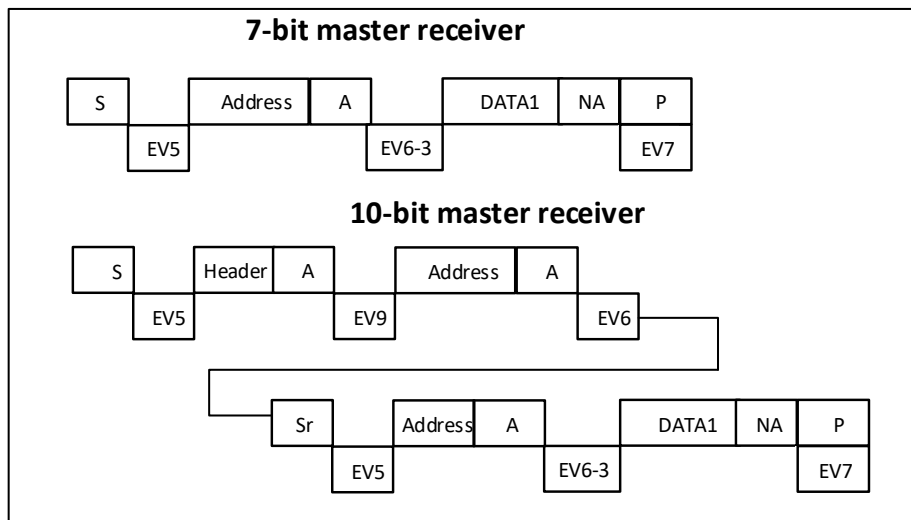 7-bit master receiver
S Address A DATA1 NA P
EV5 EV6-3 EV7
10-bit master receiver
S Header A Address A
EV5 EV9 EV6
Sr Address A DATA1 NA P
EV5 EV6-3 EV7